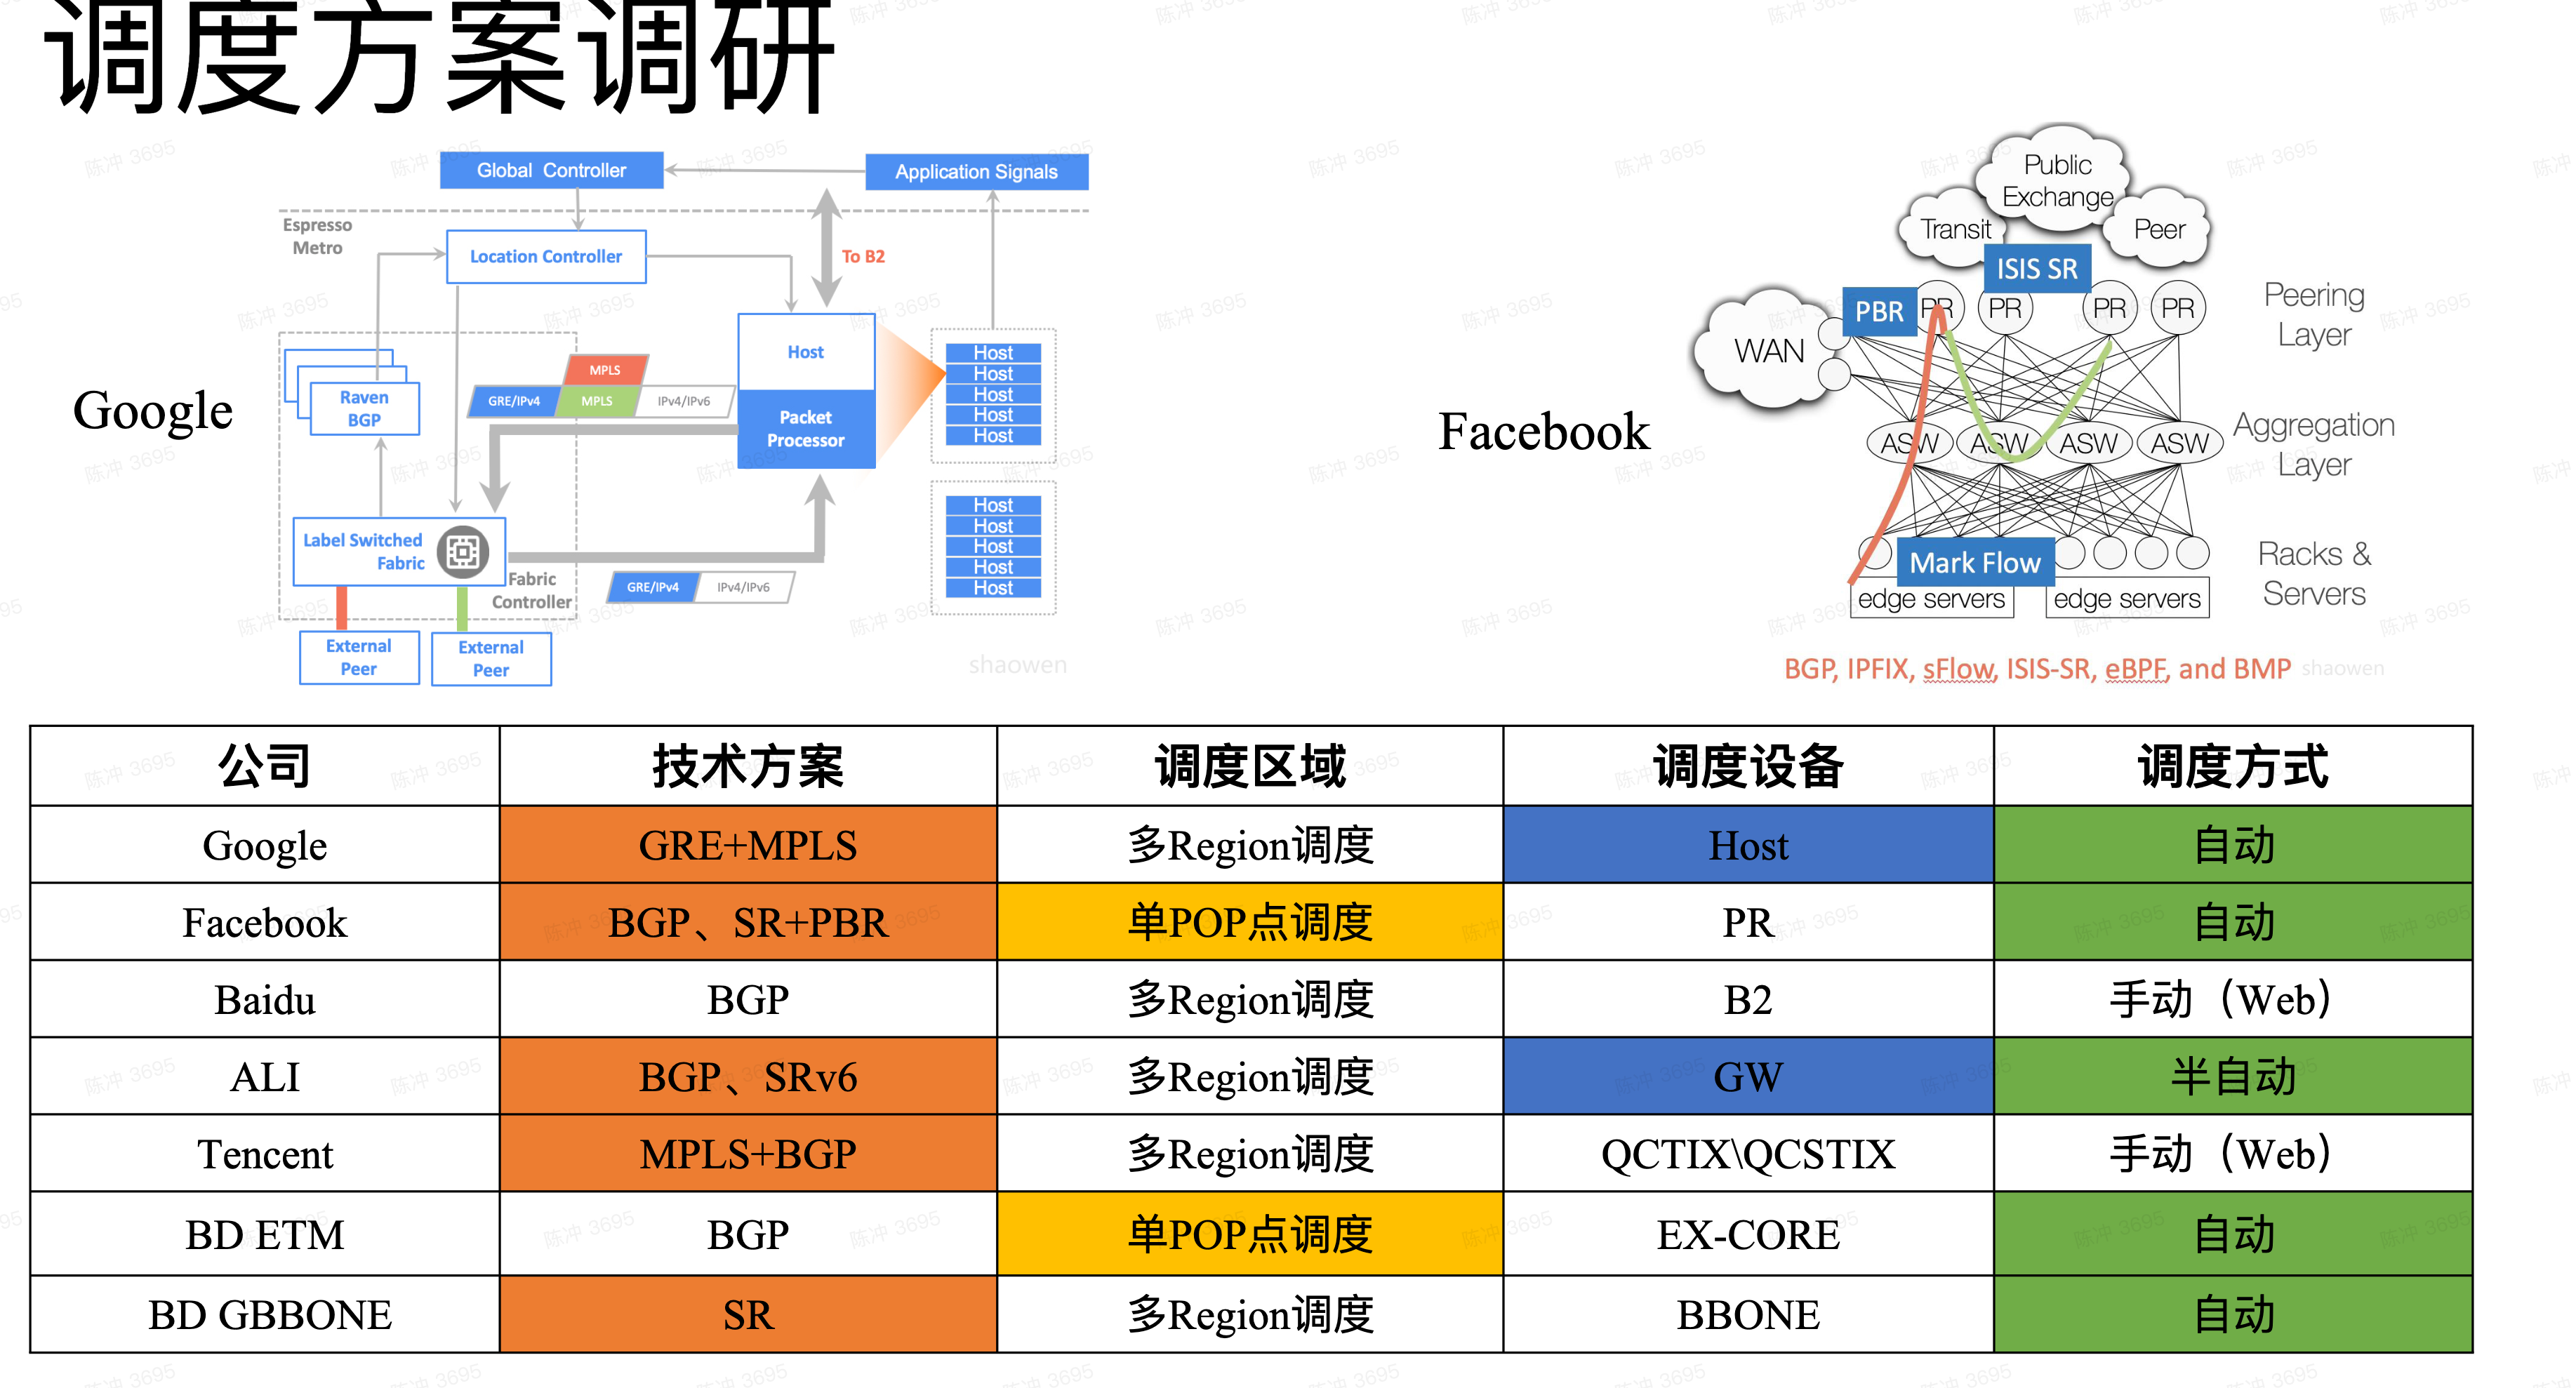 调度方案调研
Google
Global Controller
Application Signals
Espresso
Metro
Location Controller
To B2
Host
Packet
Processor
MPLS
GRE/IPv4 MPLS IPv4/IPv6
Raven
BGP
Label Switched
Fabric
Fabric
Controller
GRE/IPv4 IPv4/IPv6
External
Peer
External
Peer
Host
Host
Host
Host
Host
Host
Host
Host
Host
Host
shaowen
Facebook
Public
Exchange
Transit
Peer
ISIS SR
WAN
PBR
PR PR PR PR
Peering
Layer
ASW ASW ASW ASW
Aggregation
Layer
Mark Flow
Racks &
Servers
edge servers edge servers
BGP, IPFIX, sFlow, ISIS-SR, eBPF, and BMP
shaowen
公司 技术方案 调度区域 调度设备 调度方式
Google GRE+MPLS 多Region调度 Host 自动
Facebook BGP、SR+PBR 单POP点调度 PR 自动
Baidu BGP 多Region调度 B2 手动（Web）
ALI BGP、SRv6 多Region调度 GW 半自动
Tencent MPLS+BGP 多Region调度 QCTIX\QCSTIX 手动（Web）
BD ETM BGP 单POP点调度 EX-CORE 自动
BD GBBONE SR 多Region调度 BBONE 自动
陈冲 3695